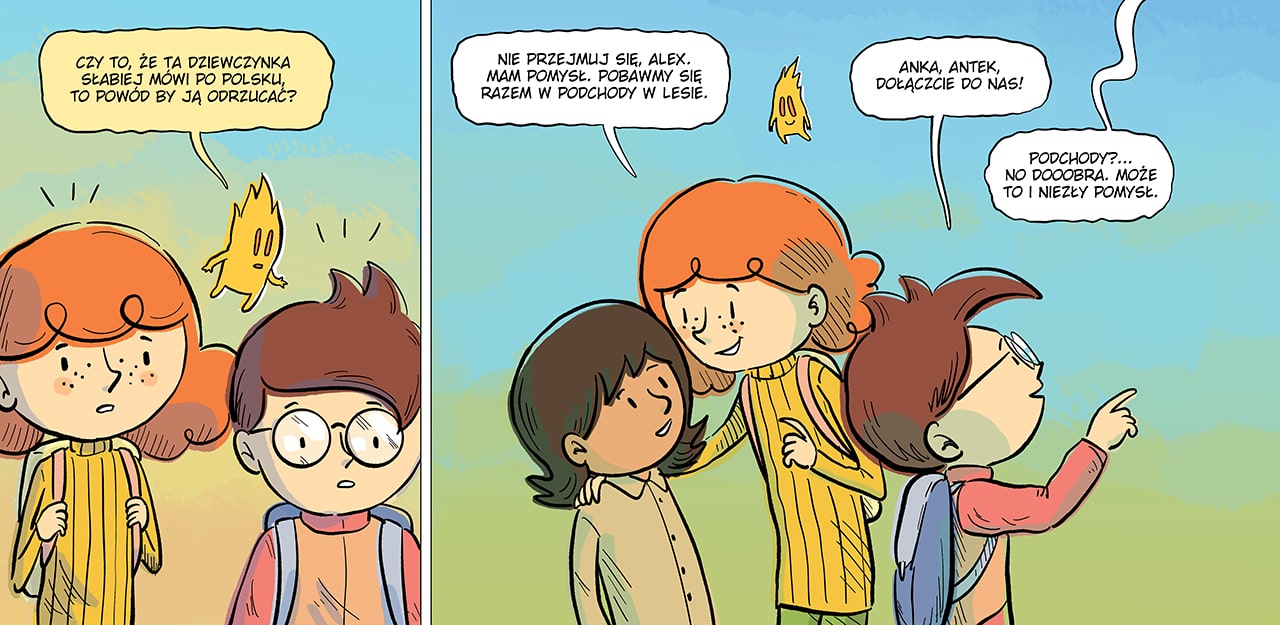 CZY TO, ŻE TA DZIEWCZYNKA
SŁABIEJ MÓWI PO POLSKU,
TO POWÓD BY JĄ ODRZUCAĆ?
NIE PRZEJMUJ SIĘ, ALEX.
MAM POMYSŁ. POBAWMY SIĘ
RAZEM W PODCHODY W LESIE.
ANKA, ANTEK,
DOŁĄCZCIE DO NAS!
PODCHODY?...
NO DOOOBRA. MOŻE
TO I NIEZŁY POMYSŁ.